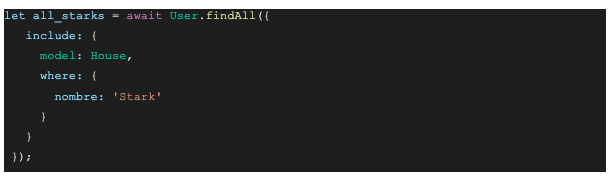 let all_starks = await User.findAll({
include: {
model: House,
where: {
nombre: 'Stark'
}
}
});